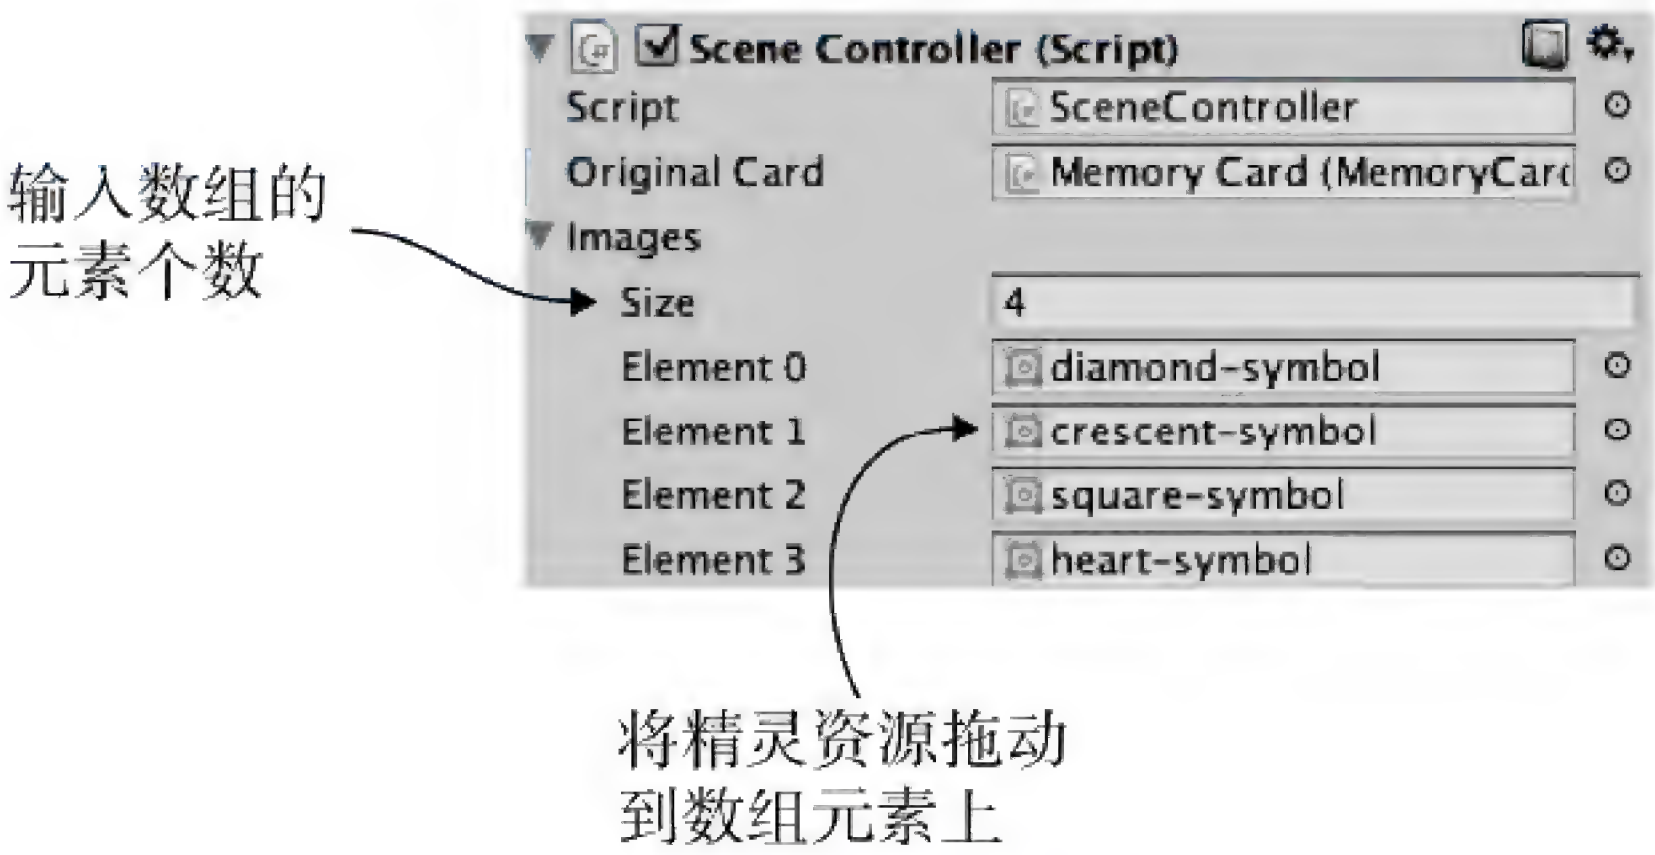 Scene Controller (Script)
Script SceneController
Original Card Memory Card (MemoryCarc
Images
Size 4
Element 0 diamond-symbol
Element 1 crescent-symbol
Element 2 square-symbol
Element 3 heart-symbol
输入数组的
元素个数
将精灵资源拖动
到数组元素上